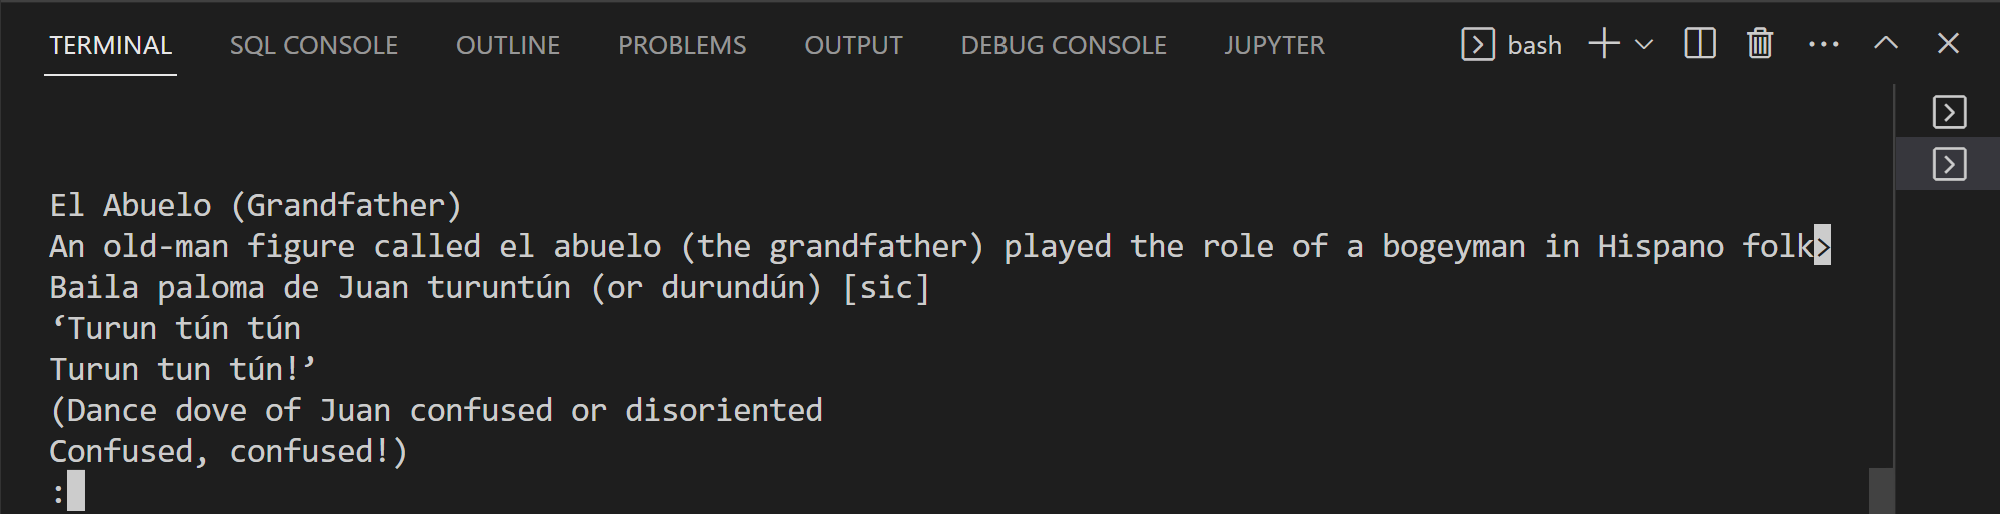 TERMINAL SQL CONSOLE OUTLINE PROBLEMS OUTPUT DEBUG CONSOLE JUPYTER bash
El Abuelo (Grandfather)
An old-man figure called el abuelo (the grandfather) played the role of a bogeyman in Hispano folk>
Baila paloma de Juan turuntún (or durundún) [sic]
‘Turun tún tún
Turun tun tún!’
(Dance dove of Juan confused or disoriented
Confused, confused!)
: